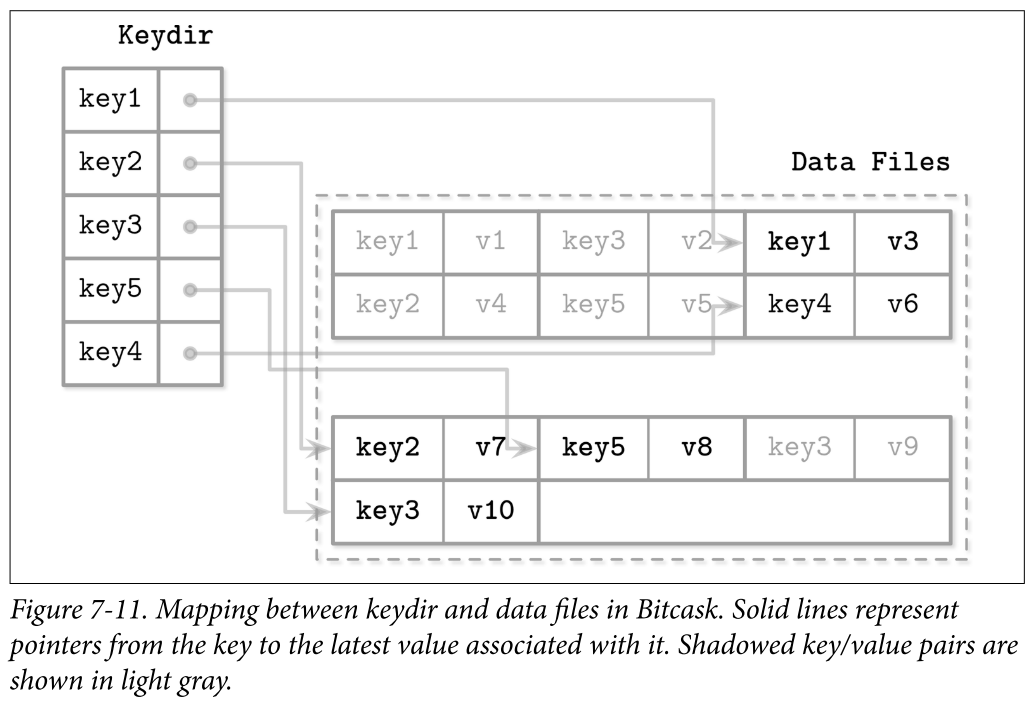 Keydir
key1
key2
key3
key5
key4
Data Files
key1 v1 key3 v2 key1 v3
key2 v4 key5 v5 key4 v6
key2 v7 key5 v8 key3 v9
key3 v10
Figure 7-11. Mapping between keydir and data files in Bitcask. Solid lines represent
pointers from the key to the latest value associated with it. Shadowed key/value pairs are
shown in light gray.